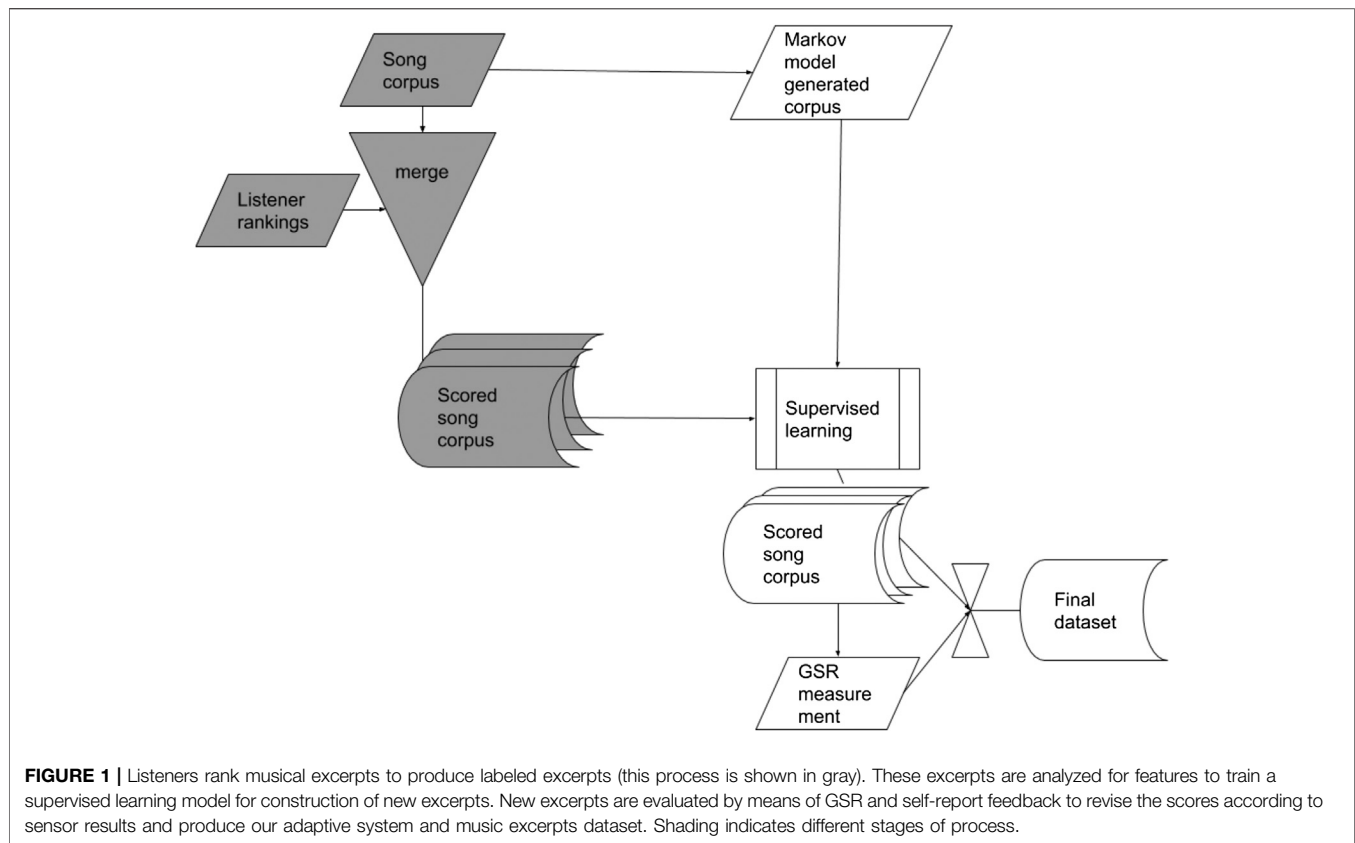 Song
corpus
Markov
model
generated
corpus
merge
Listener
rankings
Scored
song
corpus
Supervised
learning
Scored
song
corpus
Final
dataset
GSR
measure
ment
FIGURE 1 | Listeners rank musical excerpts to produce labeled excerpts (this process is shown in gray). These excerpts are analyzed for features to train a
supervised learning model for construction of new excerpts. New excerpts are evaluated by means of GSR and self-report feedback to revise the scores according to
sensor results and produce our adaptive system and music excerpts dataset. Shading indicates different stages of process.